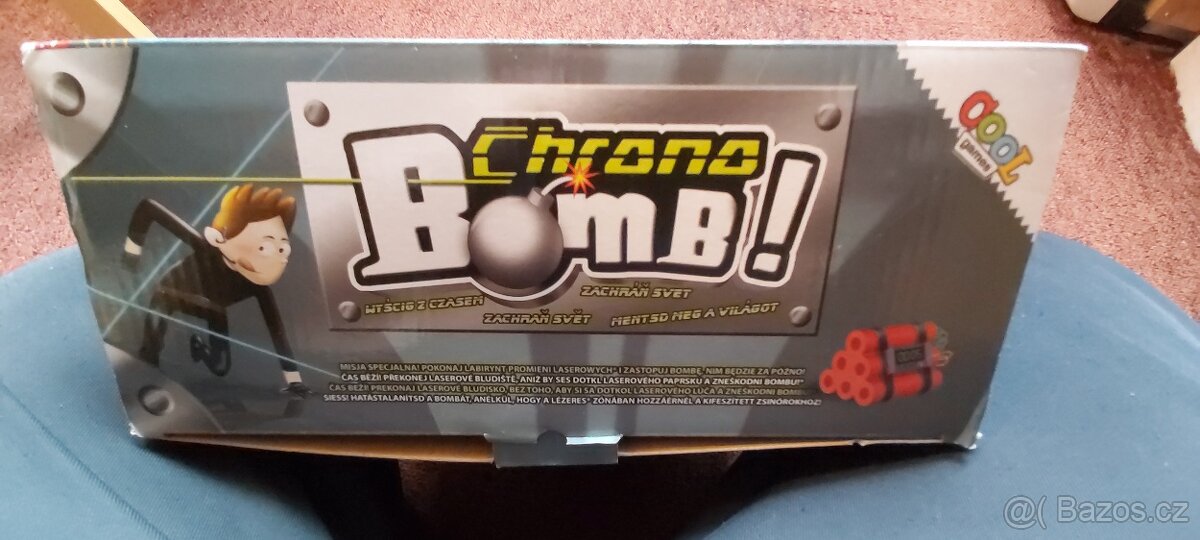 Chrono
BomB!
cool
games
WYŚCIG Z CZASEM
ZACHRÁŇ SVET
ZACHRAŇ SVĚT
MENTSD MEG A VILÁGOT
MISJA SPECJALNA! POKONAJ LABIRYNT PROMIENI LASEROWYCH* I ZASTOPUJ BOMBĘ, NIM BĘDZIE ZA PÓŹNO!
ČAS BĚŽÍ! PŘEKONEJ LASEROVÉ BLUDIŠTĚ, ANIŽ BY SES DOTKL LASEROVÉHO PAPRSKU A ZNEŠKODNI BOMBU!*
ČAS BEŽÍ! PREKONAJ LASEROVÉ BLUDISKO, BEZ TOHO, ABY SI SA DOTKOL LASEROVÉHO LÚČA A ZNEŠKODNI BOMBU
SIESS! HATÁSTALANITSD A BOMBÁT, ANÉLKÜL, HOGY A LÉZERES* ZÓNÁBAN HOZZÁÉRNÉL A KIFESZÍTETT ZSINÓROKHOZ!
@( Bazos.cz